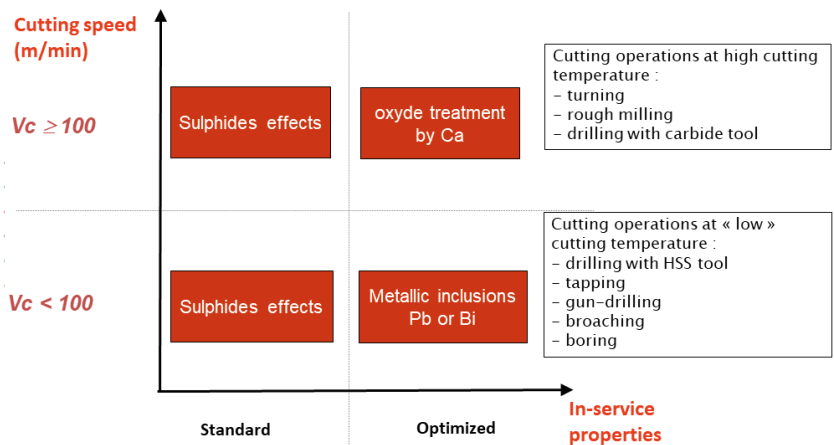 Cutting speed
(m/min)
Cutting operations at high cutting
temperature :
- turning
- rough milling
- drilling with carbide tool
Vc ≥ 100
Sulphides effects
oxyde treatment
by Ca
Cutting operations at « low »
cutting temperature :
- drilling with HSS tool
- tapping
- gun-drilling
- broaching
- boring
Vc < 100
Sulphides effects
Metallic inclusions
Pb or Bi
Standard
Optimized
In-service
properties